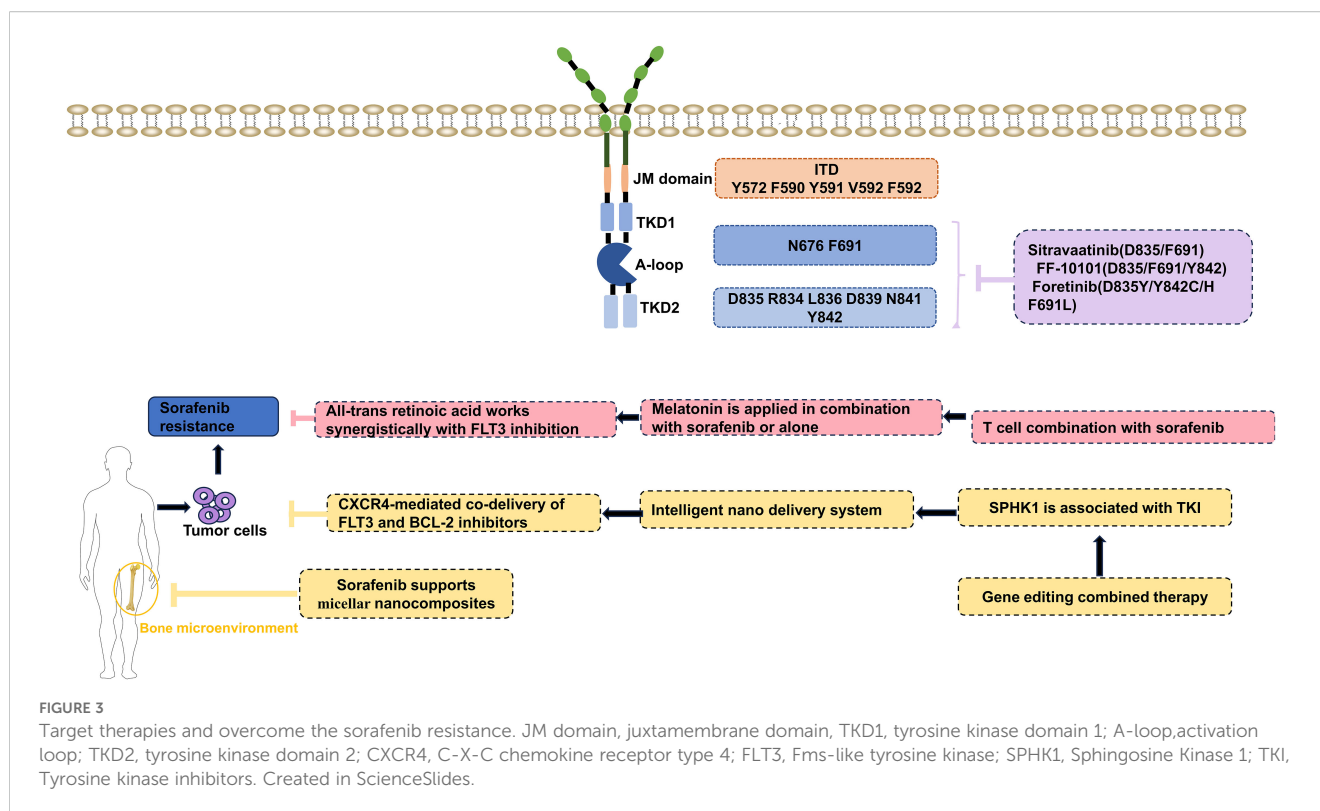 JM domain
ITD
Y572 F590 Y591 V592 F592
TKD1
N676 F691
A-loop
TKD2
D835 R834 L836 D839 N841
Y842
Sitravaatinib(D835/F691)
FF-10101(D835/F691/Y842)
Foretinib(D835Y/Y842C/H
F691L)
Sorafenib
resistance
All-trans retinoic acid works
synergistically with FLT3 inhibition
Melatonin is applied in combination
with sorafenib or alone
T cell combination with sorafenib
Tumor cells
CXCR4-mediated co-delivery of
FLT3 and BCL-2 inhibitors
Intelligent nano delivery system
SPHK1 is associated with TKI
Sorafenib supports
micellar nanocomposites
Gene editing combined therapy
Bone microenvironment
FIGURE 3
Target therapies and overcome the sorafenib resistance. JM domain, juxtamembrane domain, TKD1, tyrosine kinase domain 1; A-loop,activation
loop; TKD2, tyrosine kinase domain 2; CXCR4, C-X-C chemokine receptor type 4; FLT3, Fms-like tyrosine kinase; SPHK1, Sphingosine Kinase 1; TKI,
Tyrosine kinase inhibitors. Created in ScienceSlides.